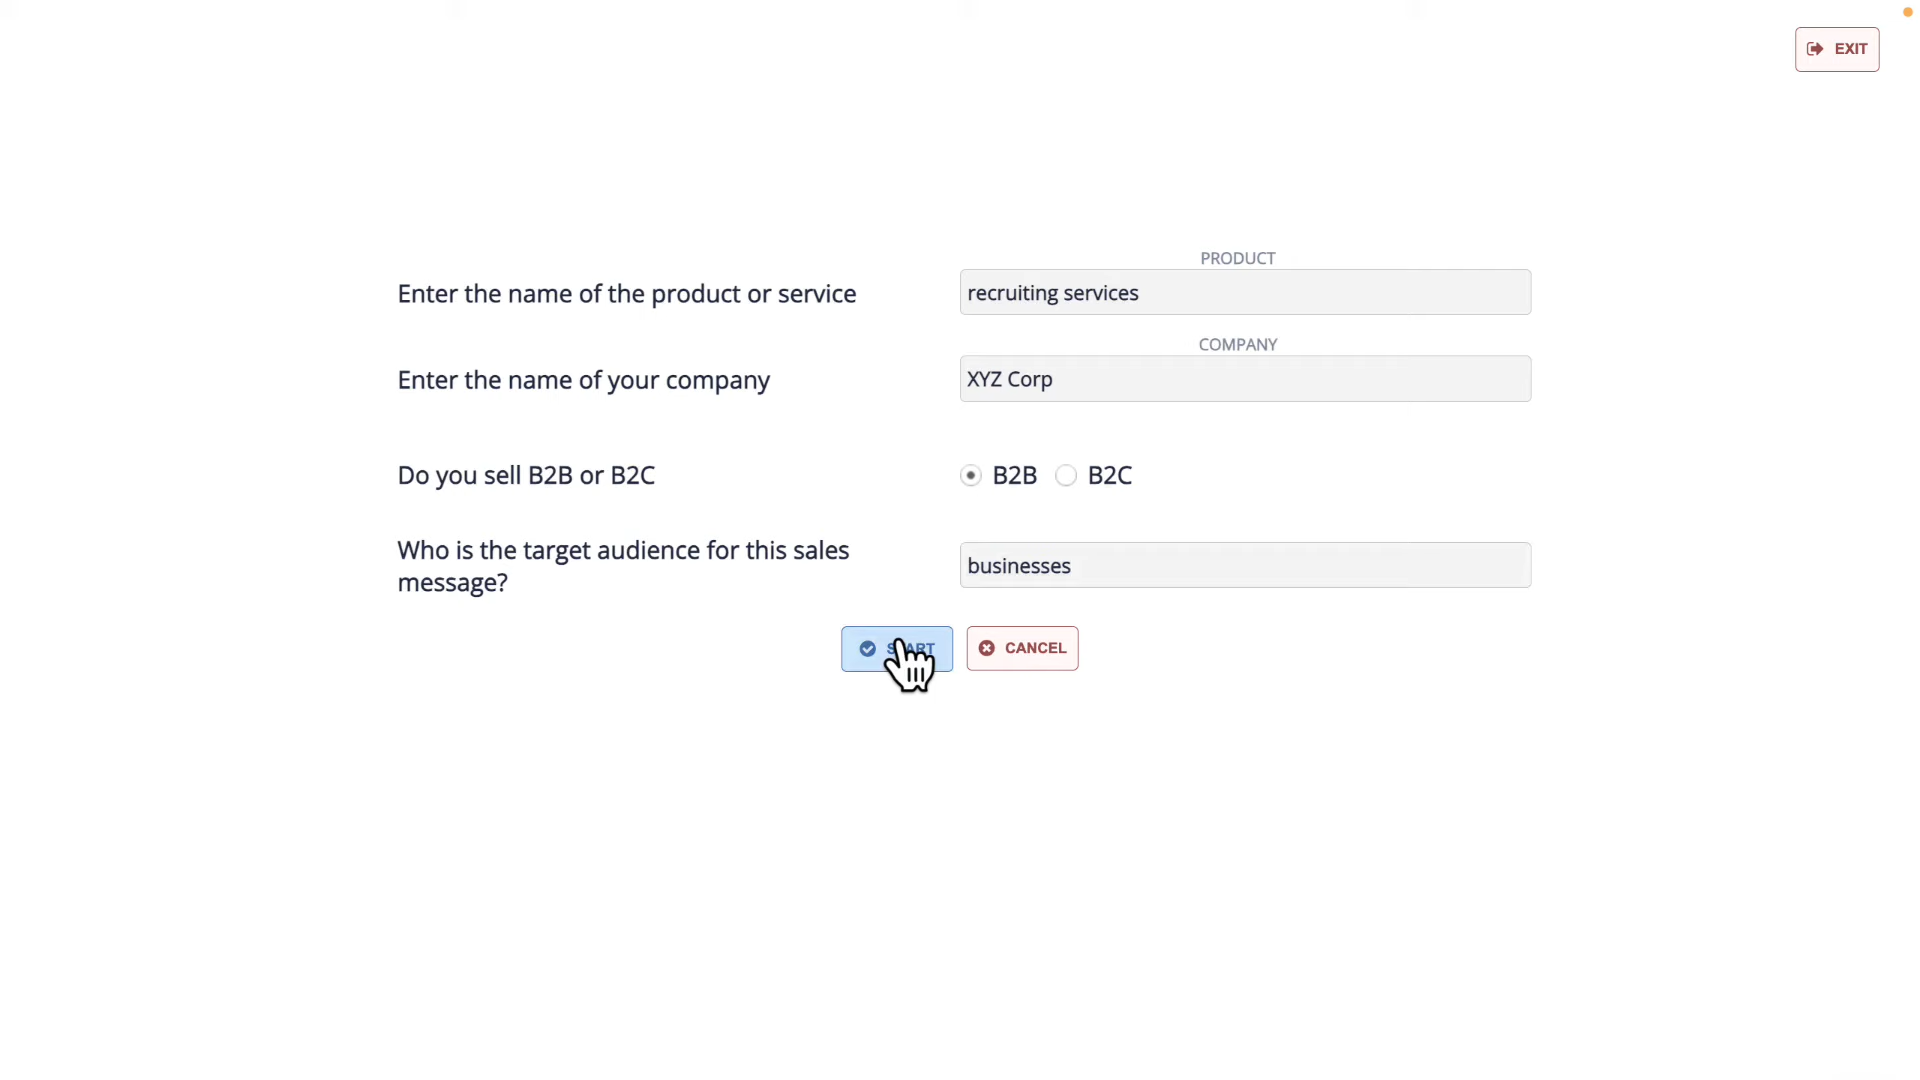 EXIT
PRODUCT
Enter the name of the product or service
recruiting services
COMPANY
Enter the name of your company
XYZ Corp
Do you sell B2B or B2C
B2B
B2C
Who is the target audience for this sales
message?
businesses
CANCEL